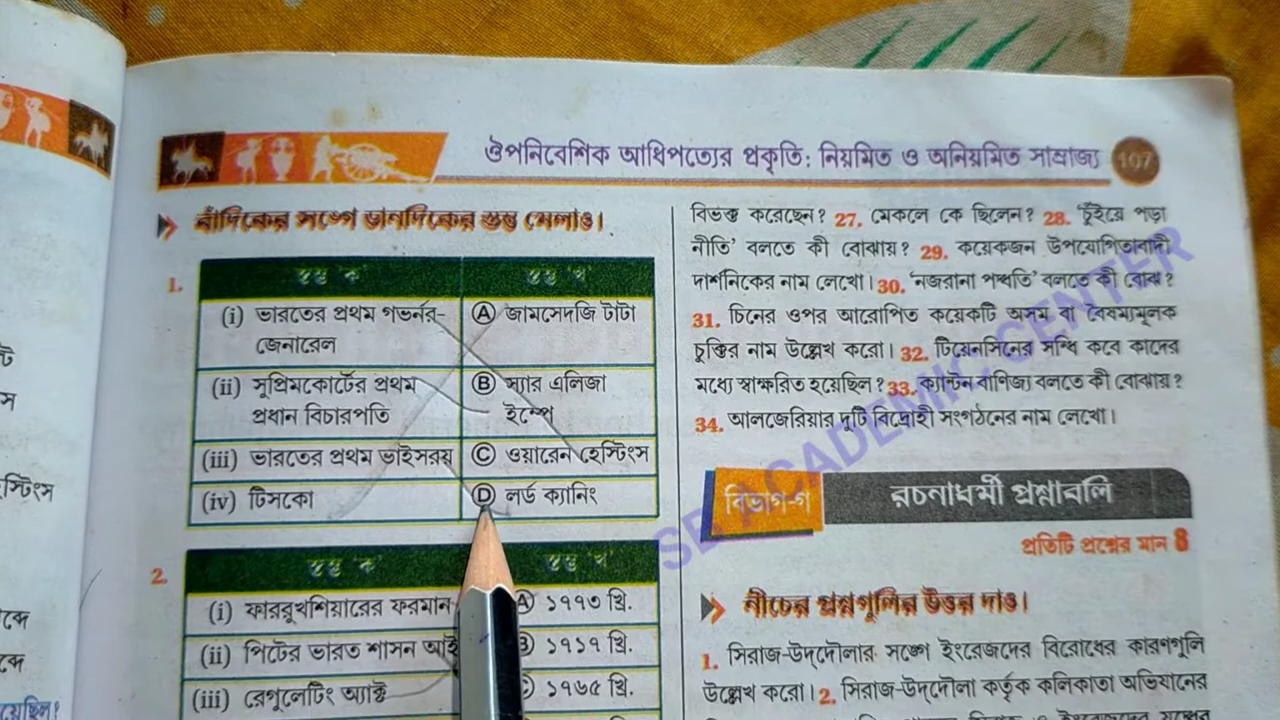 ঔপনিবেশিক আধিপত্যের প্রকৃতি: নিয়মিত ও অনিয়মিত সাম্রাজ্য 107
বাঁদিকের সঙ্গে ডানদিকের স্তম্ভ মেলাও।
1.
স্তম্ভ 'ক' স্তম্ভ 'খ'
(i) ভারতের প্রথম গভর্নর- A জামসেদজি টাটা
জেনারেল
(ii) সুপ্রিমকোর্টের প্রথম B স্যার এলিজা
প্রধান বিচারপতি ইম্পে
(iii) ভারতের প্রথম ভাইসরয় C ওয়ারেন হেস্টিংস
(iv) টিসকো D লর্ড ক্যানিং
2.
স্তম্ভ 'ক' স্তম্ভ 'খ'
(i) ফাররুখশিয়ারের ফরমান A ১৭৭৩ খ্রি.
(ii) পিটের ভারত শাসন আই ১৭১৭ খ্রি.
(iii) রেগুলেটিং অ্যাক্ট ১৭৬৫ খ্রি.
বিভক্ত করেছেন? 27. মেকলে কে ছিলেন? 28. 'চুঁইয়ে পড়া
নীতি' বলতে কী বোঝায়? 29. কয়েকজন উপযোগিতাবাদী
দার্শনিকের নাম লেখো। 30. 'নজরানা পদ্ধতি' বলতে কী বোঝ?
31. চিনের ওপর আরোপিত কয়েকটি অসম বা বৈষম্যমূলক
চুক্তির নাম উল্লেখ করো। 32. টিয়েনসিনের সন্ধি কবে কাদের
মধ্যে স্বাক্ষরিত হয়েছিল? 33. ক্যান্টন বাণিজ্য বলতে কী বোঝায়?
34. আলজেরিয়ার দুটি বিদ্রোহী সংগঠনের নাম লেখো।
বিভাগ-গ রচনাধর্মী প্রশ্নাবলি
প্রতিটি প্রশ্নের মান 8
নীচের প্রশ্নগুলির উত্তর দাও।
1. সিরাজ-উদ্‌দৌলার সঙ্গে ইংরেজদের বিরোধের কারণগুলি
উল্লেখ করো। 2. সিরাজ-উদ্‌দৌলা কর্তৃক কলিকাতা অভিযানের
স্টিংস
SB ACADEMIC CENTER